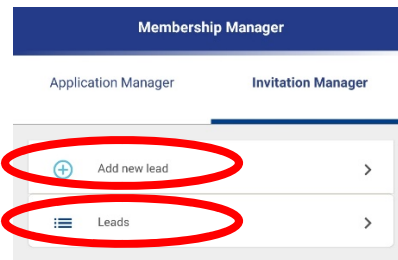 Membership Manager
Application Manager Invitation Manager
Add new lead
Leads